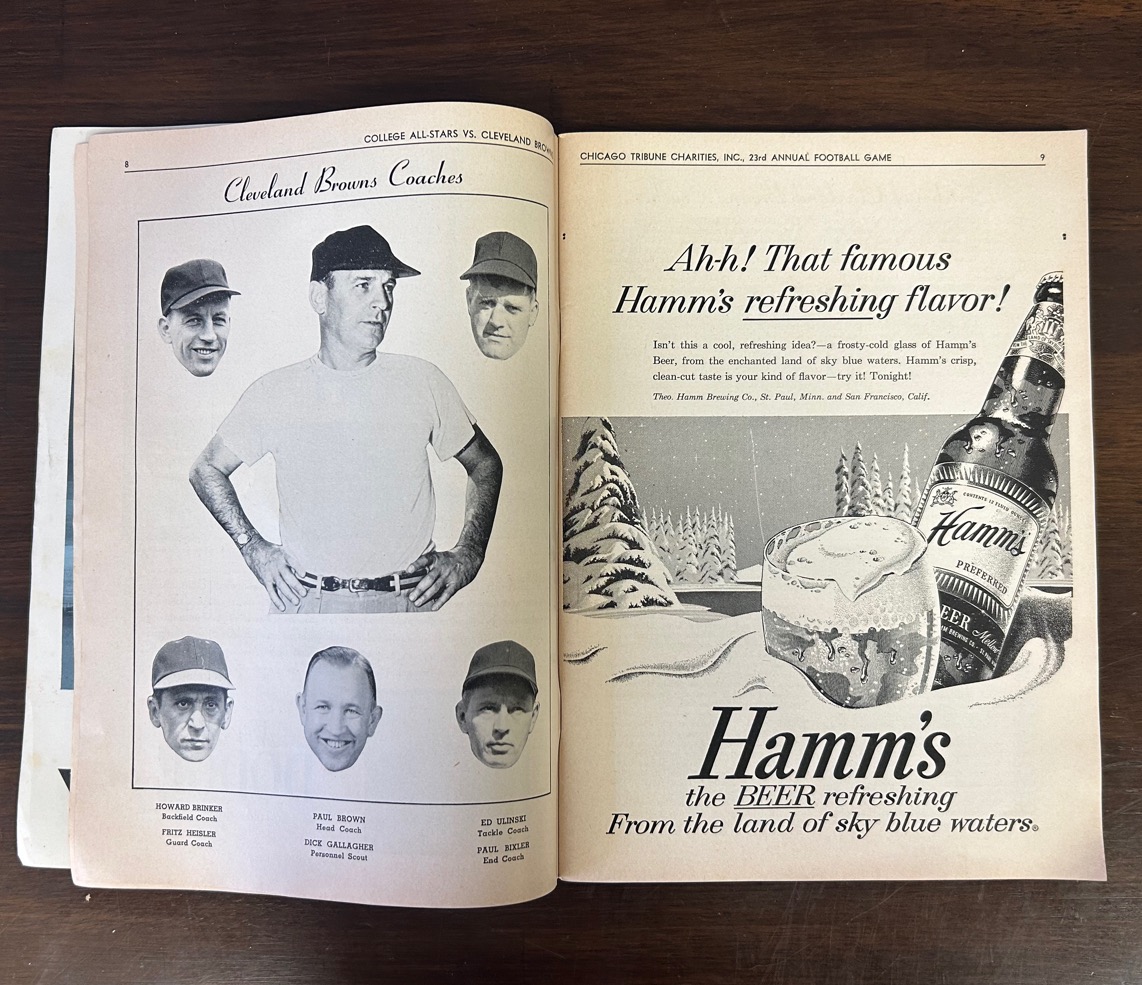 8
COLLEGE ALL-STARS VS. CLEVELAND
Cleveland Browns Coaches
HOWARD BRINKER
Backfield Coach
FRITZ HEISLER
Guard Coach
PAUL BROWN
Head Coach
DICK GALLAGHER
Personnel Scout
ED ULINSKI
Tackle Coach
PAUL BIXLER
End Coach
CHICAGO TRIBUNE CHARITIES, INC., 23rd ANNUAL FOOTBALL GAME
9
Ah-h! That famous
Hamm's refreshing flavor!
Isn't this a cool, refreshing idea?—a frosty-cold glass of Hamm's
Beer, from the enchanted land of sky blue waters. Hamm's crisp,
clean-cut taste is your kind of flavor—try it! Tonight!
Theo. Hamm Brewing Co., St. Paul, Minn. and San Francisco, Calif.
CONTENTS 12 FLUID
Hamm's
PREFERRED
BEER
Hamm's
the BEER refreshing
From the land of sky blue waters®